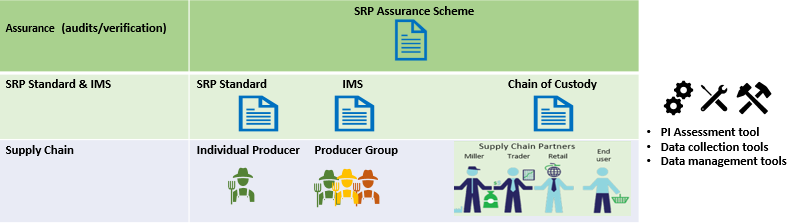 SRP Assurance Scheme
Assurance (audits/verification)
SRP Standard & IMS
SRP Standard
IMS
Chain of Custody
Supply Chain
Individual Producer
Producer Group
Supply Chain Partners
Miller
Trader
Retail
End
user
• PI Assessment tool
• Data collection tools
• Data management tools